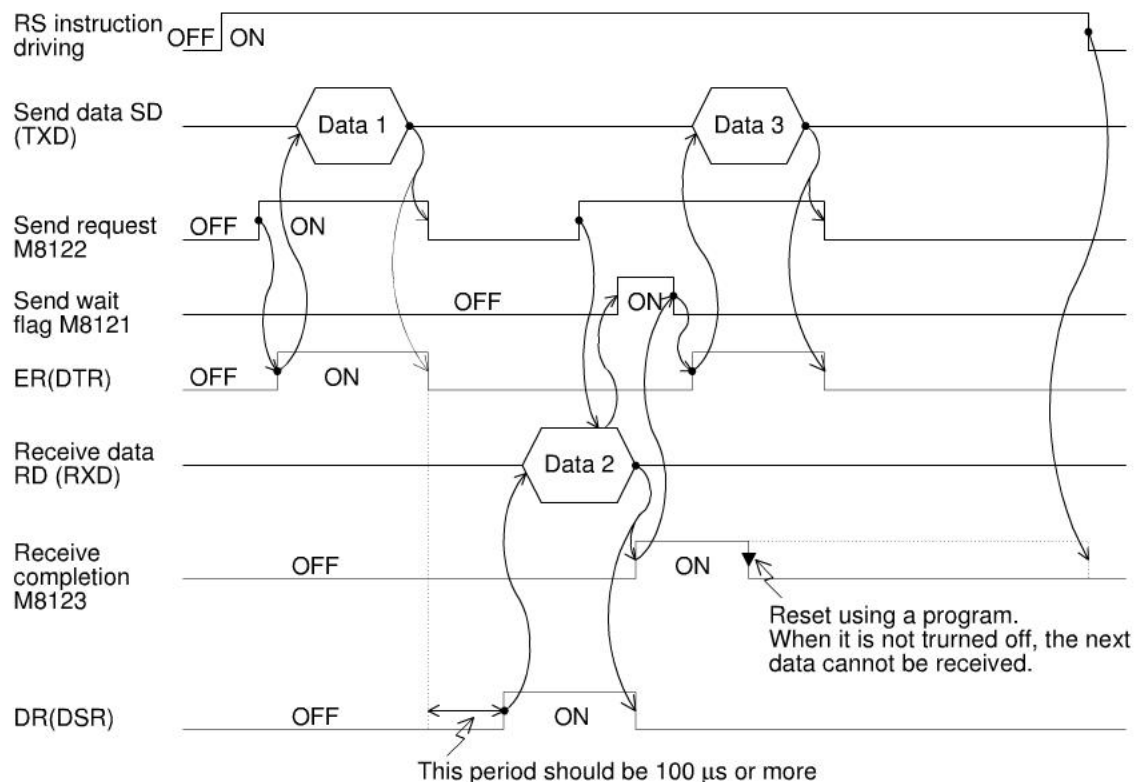 RS instruction
driving
OFF ON
Send data SD
(TXD)
Data 1
Data 3
Send request
M8122
OFF ON
Send wait
flag M8121
OFF ON
ER(DTR)
OFF ON
Receive data
RD (RXD)
Data 2
Receive
completion
M8123
OFF ON
Reset using a program.
When it is not trurned off, the next
data cannot be received.
DR(DSR)
OFF ON
This period should be 100 μs or more